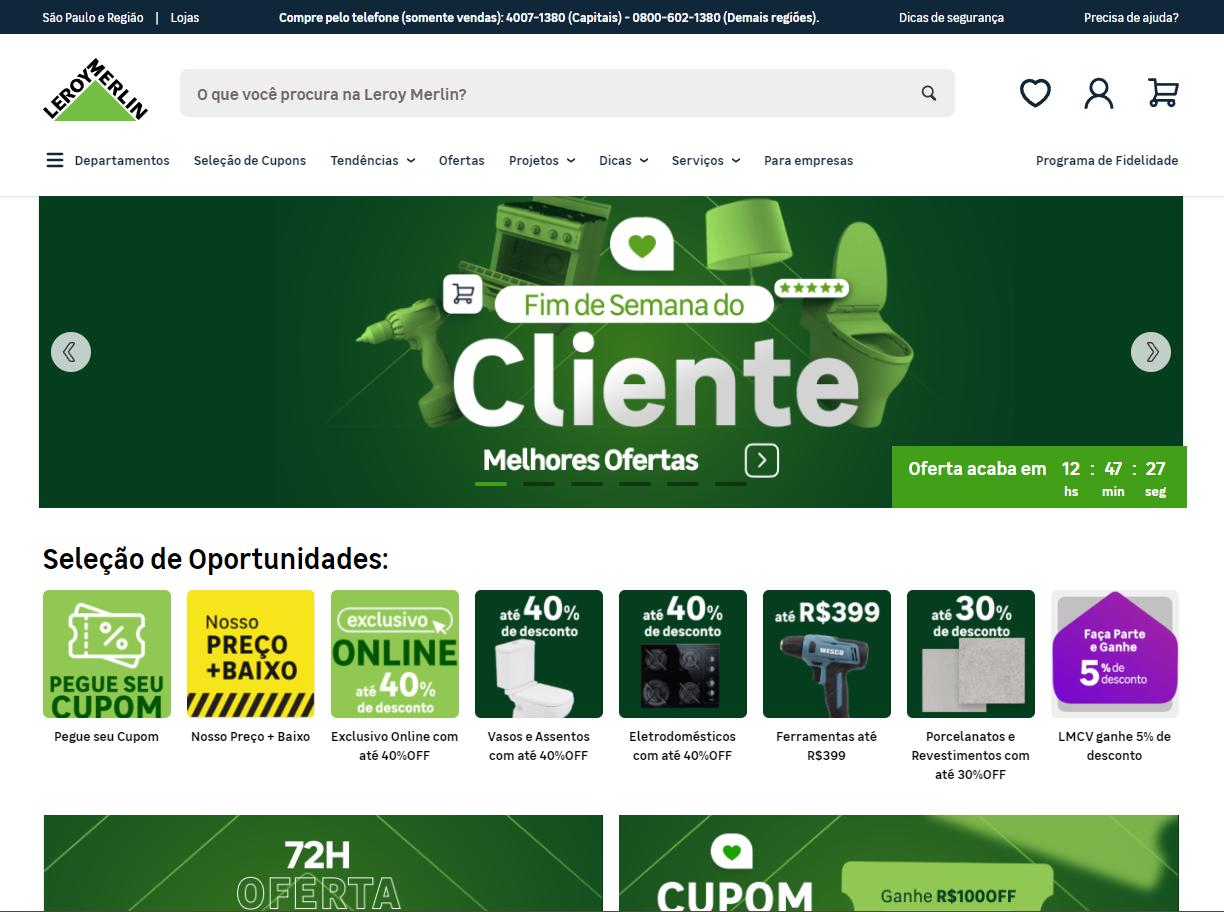 São Paulo e Região | Lojas
Compre pelo telefone (somente vendas): 4007-1380 (Capitais) - 0800-602-1380 (Demais regiões).
Dicas de segurança
Precisa de ajuda?
LEROY MERLIN
O que você procura na Leroy Merlin?
Departamentos
Seleção de Cupons
Tendências
Ofertas
Projetos
Dicas
Serviços
Para empresas
Programa de Fidelidade
Fim de Semana do
Cliente
Melhores Ofertas
Oferta acaba em 12 : 47 : 27
hs min seg
Seleção de Oportunidades:
PEGUE SEU
CUPOM
Pegue seu Cupom
Nosso
PREÇO
+BAIXO
Nosso Preço + Baixo
exclusivo
ONLINE
até 40%
de desconto
Exclusivo Online com
até 40%OFF
até 40%
de desconto
Vasos e Assentos
com até 40%OFF
até 40%
de desconto
Eletrodomésticos
com até 40%OFF
até R$399
WESCO
Ferramentas até
R$399
até 30%
de desconto
Porcelanatos e
Revestimentos com
até 30%OFF
Faça Parte
e Ganhe
5% de
desconto
LMCV ganhe 5% de
desconto
72H
OFERTA
CUPOM
Ganhe R$100OFF